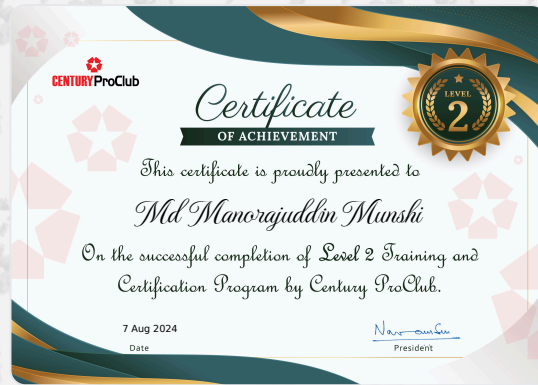 CENTURY ProClub
Certificate
OF ACHIEVEMENT
LEVEL
2
This certificate is proudly presented to
Md Manorajuddin Munshi
On the successful completion of Level 2 Training and
Certification Program by Century ProClub.
7 Aug 2024
Date
President